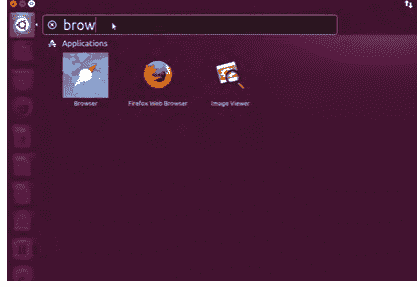 brow
Applications
Browser
Firefox Web Browser
Image Viewer